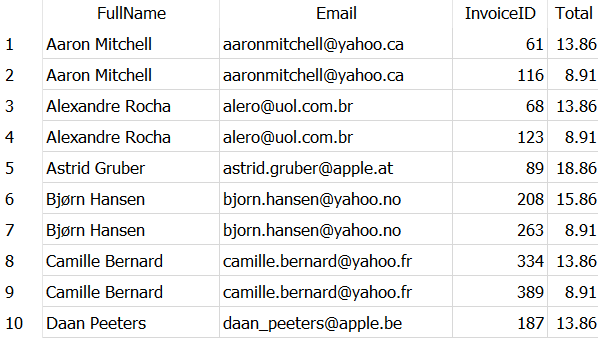 FullName Email InvoiceID Total
1 Aaron Mitchell aaronmitchell@yahoo.ca 61 13.86
2 Aaron Mitchell aaronmitchell@yahoo.ca 116 8.91
3 Alexandre Rocha alero@uol.com.br 68 13.86
4 Alexandre Rocha alero@uol.com.br 123 8.91
5 Astrid Gruber astrid.gruber@apple.at 89 18.86
6 Bjørn Hansen bjorn.hansen@yahoo.no 208 15.86
7 Bjørn Hansen bjorn.hansen@yahoo.no 263 8.91
8 Camille Bernard camille.bernard@yahoo.fr 334 13.86
9 Camille Bernard camille.bernard@yahoo.fr 389 8.91
10 Daan Peeters daan_peeters@apple.be 187 13.86